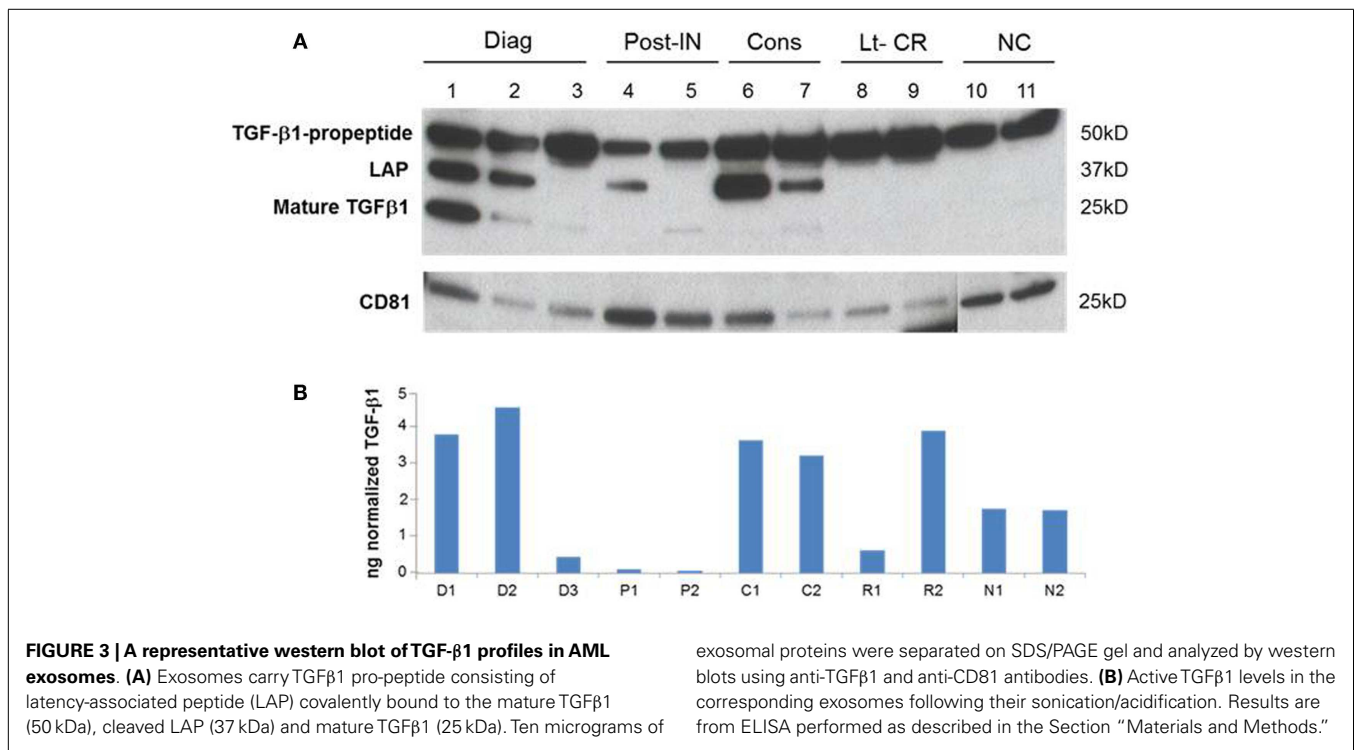 A
Diag Post-IN Cons Lt- CR NC
1 2 3 4 5 6 7 8 9 10 11
TGF-β1-propeptide 50kD
LAP 37kD
Mature TGFβ1 25kD
CD81 25kD
B
ng normalized TGF-β1
5
4
3
2
1
0
D1 D2 D3 P1 P2 C1 C2 R1 R2 N1 N2
FIGURE 3 | A representative western blot of TGF-β1 profiles in AML
exosomes. (A) Exosomes carry TGFβ1 pro-peptide consisting of
latency-associated peptide (LAP) covalently bound to the mature TGFβ1
(50 kDa), cleaved LAP (37 kDa) and mature TGFβ1 (25 kDa). Ten micrograms of
exosomal proteins were separated on SDS/PAGE gel and analyzed by western
blots using anti-TGFβ1 and anti-CD81 antibodies. (B) Active TGFβ1 levels in the
corresponding exosomes following their sonication/acidification. Results are
from ELISA performed as described in the Section “Materials and Methods.”